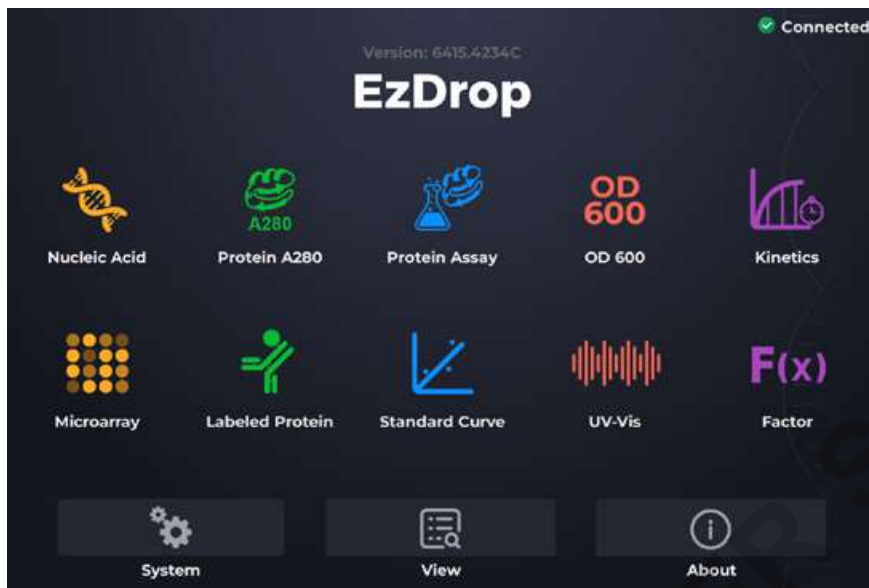 Connected
Version: 6415.4234C
EzDrop
A280
OD
600
Nucleic Acid Protein A280 Protein Assay OD 600 Kinetics
F(x)
Microarray Labeled Protein Standard Curve UV-Vis Factor
System View About